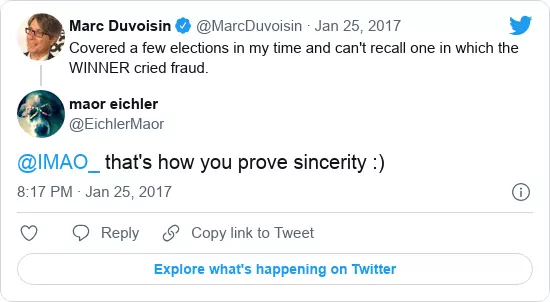 Marc Duvoisin @MarcDuvoisin · Jan 25, 2017
Covered a few elections in my time and can't recall one in which the
WINNER cried fraud.
maor eichler
@EichlerMaor
@IMAO_ that's how you prove sincerity :)
8:17 PM · Jan 25, 2017
Reply Copy link to Tweet
Explore what's happening on Twitter